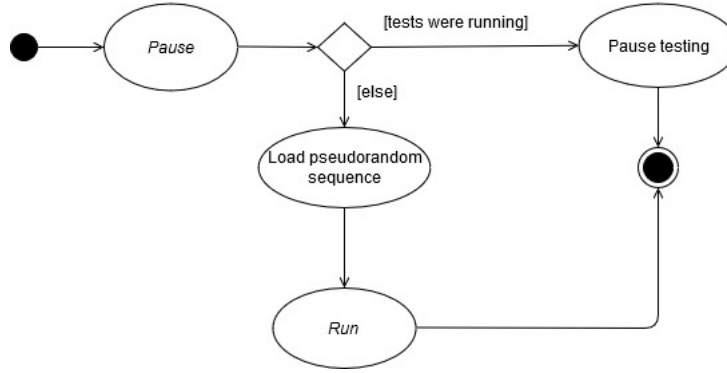 [tests were running]
Pause
Pause testing
[else]
Load pseudorandom
sequence
Run